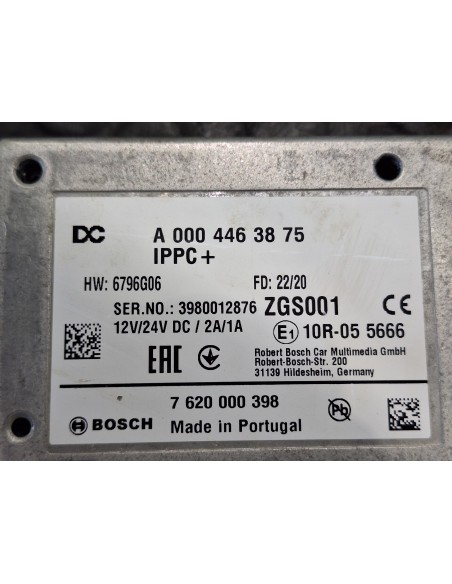 DC A 000 446 38 75
IPPC+
HW: 6796G06 FD: 22/20
SER.NO.: 3980012876 ZGS001 CE
12V/24V DC / 2A/1A E1 10R-05 5666
EAC
Robert Bosch Car Multimedia GmbH
Robert-Bosch-Str. 200
31139 Hildesheim, Germany
7 620 000 398 Pb
BOSCH Made in Portugal